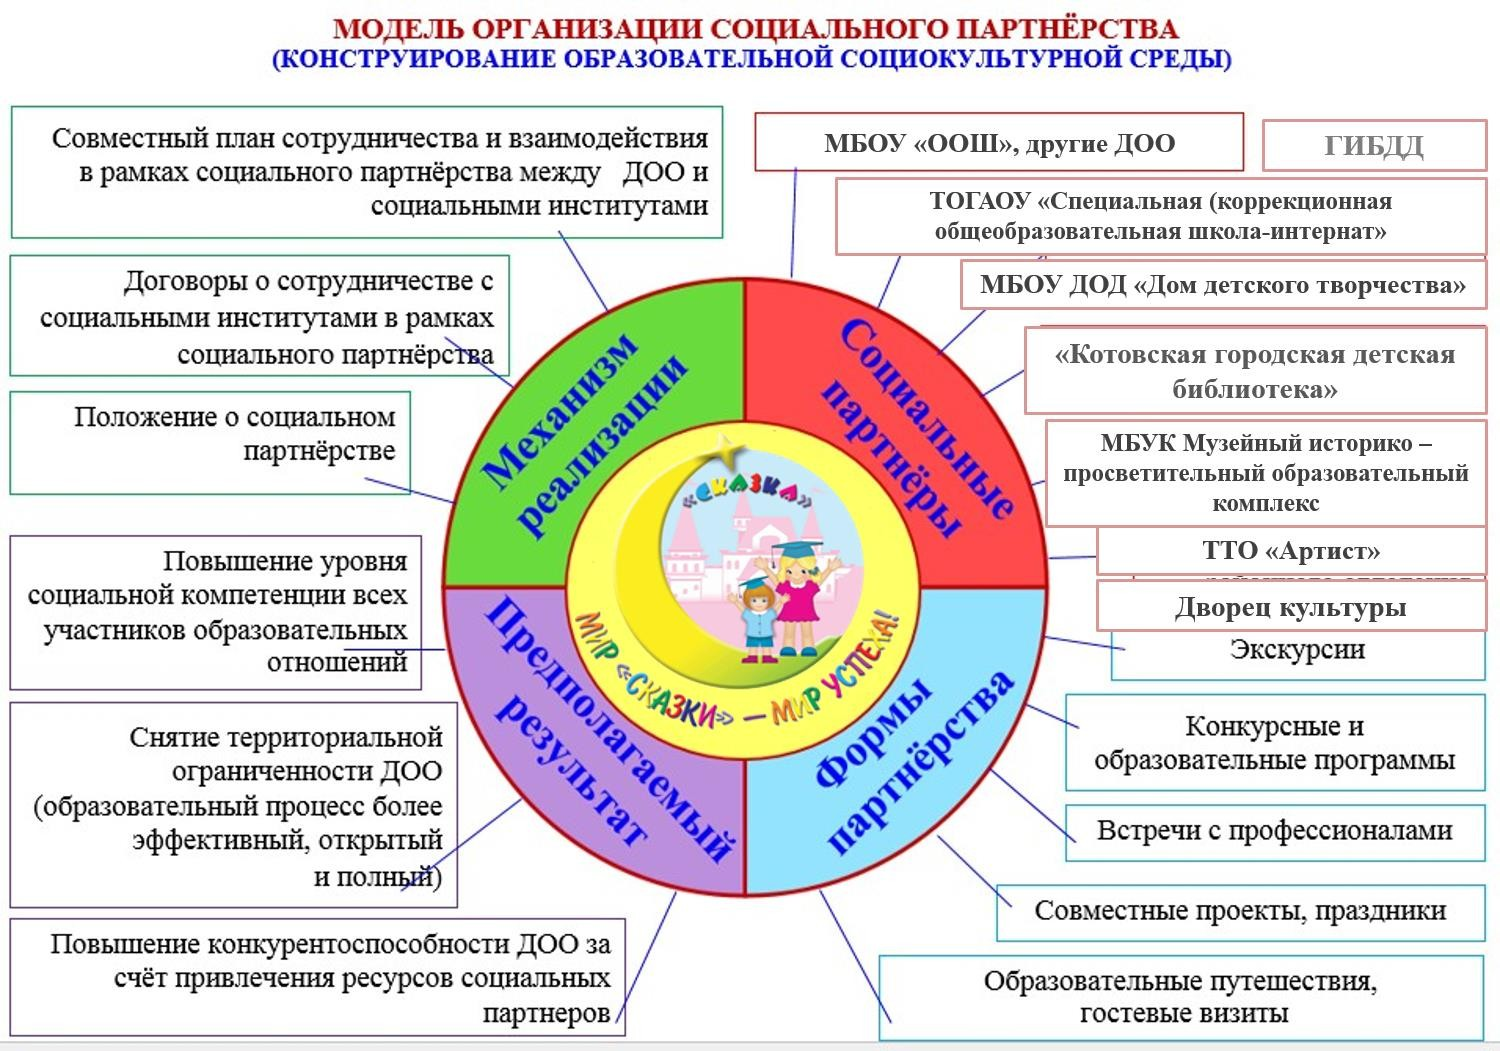 МОДЕЛЬ ОРГАНИЗАЦИИ СОЦИАЛЬНОГО ПАРТНЁРСТВА
(КОНСТРУИРОВАНИЕ ОБРАЗОВАТЕЛЬНОЙ СОЦИОКУЛЬТУРНОЙ СРЕДЫ)
Совместный план сотрудничества и взаимодействия
в рамках социального партнёрства между ДОО и
социальными институтами
Договоры о сотрудничестве с
социальными институтами в рамках
социального партнёрства
Положение о социальном
партнёрстве
Повышение уровня
социальной компетенции всех
участников образовательных
отношений
Снятие территориальной
ограниченности ДОО
(образовательный процесс более
эффективный, открытый
и полный)
Повышение конкурентоспособности ДОО за
счёт привлечения ресурсов социальных
партнеров
Механизм
реализации
Социальные
партнёры
Предполагаемый
результат
Формы
партнёрства
«СКАЗКА»
МИР «СКАЗКИ» – МИР УСПЕХА!
МБОУ «ООШ», другие ДОО
ГИБДД
ТОГАОУ «Специальная (коррекционная
общеобразовательная школа-интернат»
МБОУ ДОД «Дом детского творчества»
«Котовская городская детская
библиотека»
МБУК Музейный историко –
просветительный образовательный
комплекс
ТТО «Артист»
Дворец культуры
Экскурсии
Конкурсные и
образовательные программы
Встречи с профессионалами
Совместные проекты, праздники
Образовательные путешествия,
гостевые визиты